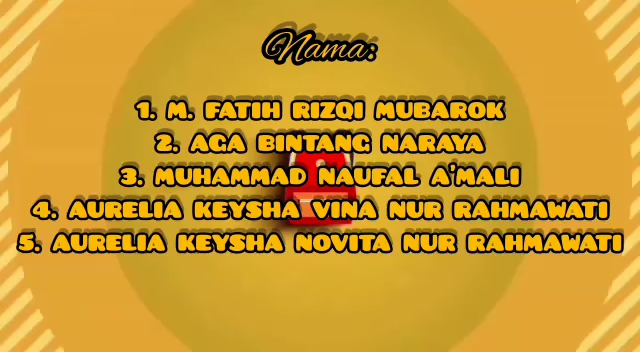 Nama:
1. M. FATIH RIZQI MUBAROK
2. AGA BINTANG NARAYA
3. MUHAMMAD NAUFAL A'MALI
4. AURELIA KEYSHA VINA NUR RAHMAWATI
5. AURELIA KEYSHA NOVITA NUR RAHMAWATI